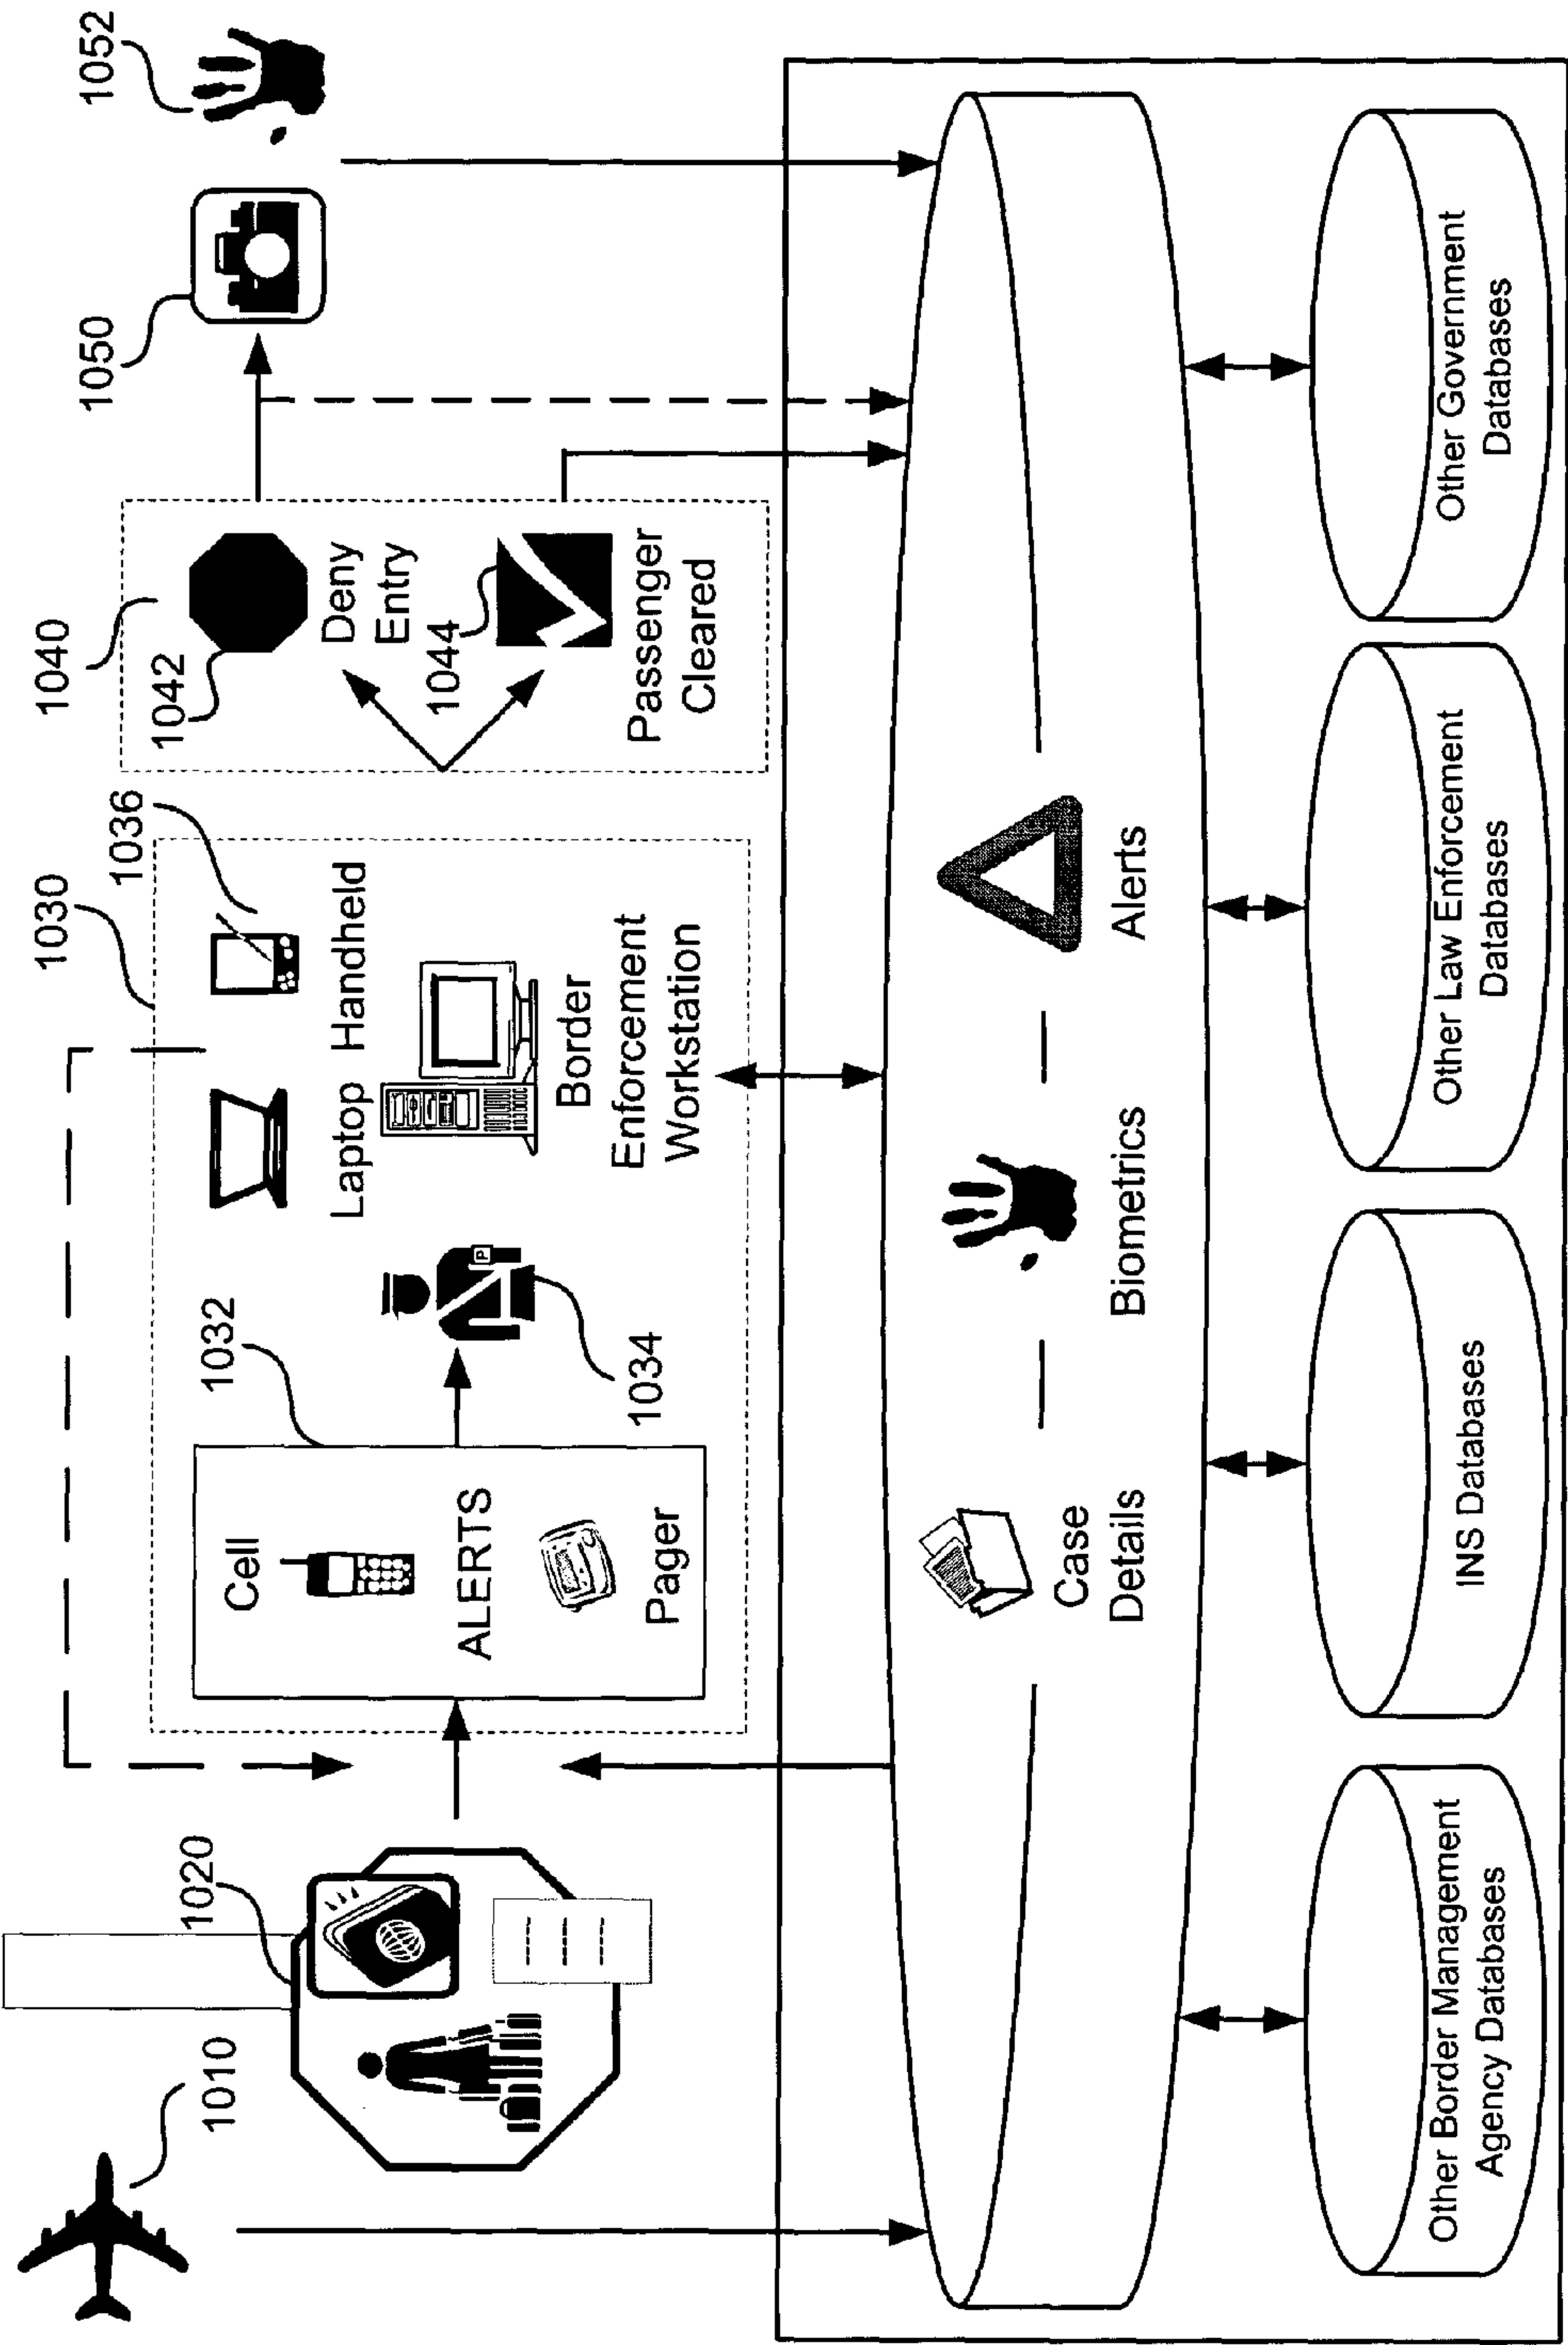 1010
1020
1030
1040
1050
1052
1032
1036
1042
1034
1044
Cell
ALERTS
Pager
P
Laptop
Handheld
Border
Enforcement
Workstation
Deny
Entry
Passenger
Cleared
Case
Details
Biometrics
Alerts
Other Border Management
Agency Databases
INS Databases
Other Law Enforcement
Databases
Other Government
Databases